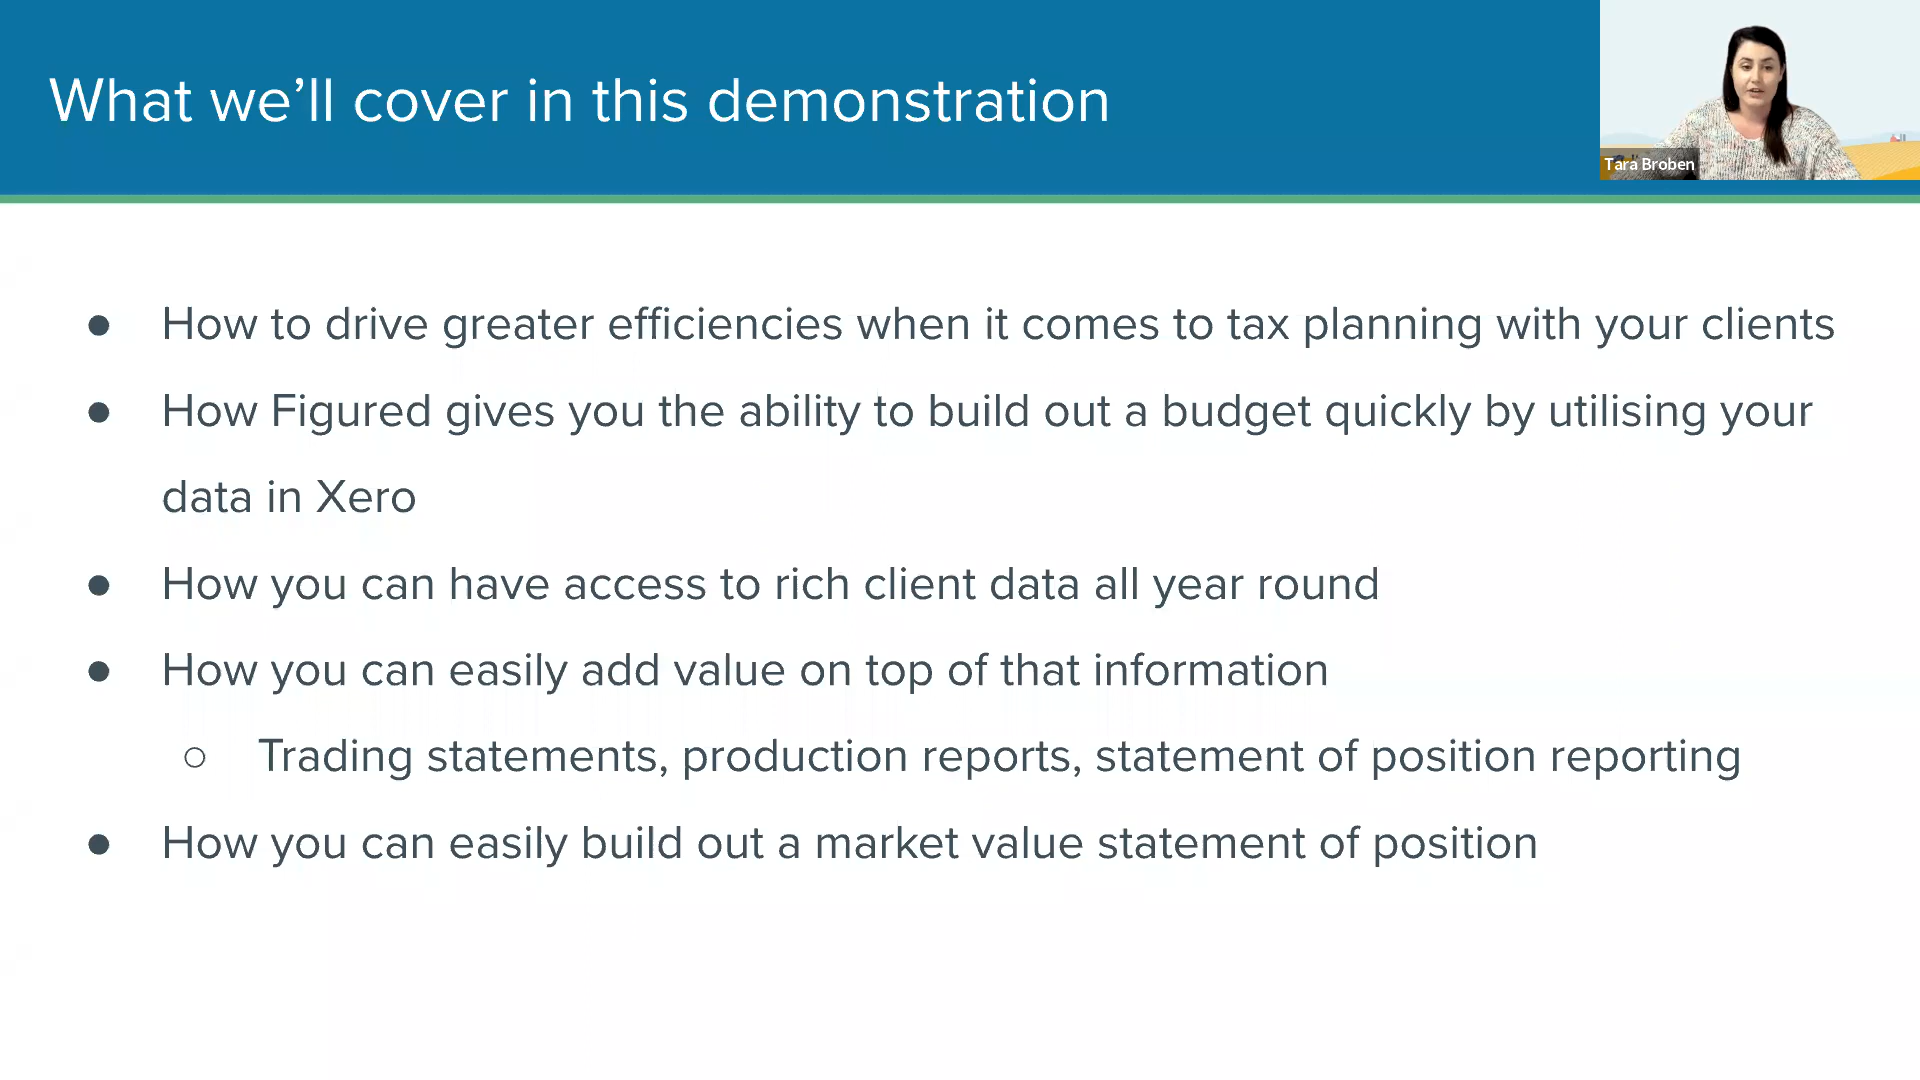 What we’ll cover in this demonstration
Tara Broben
● How to drive greater efficiencies when it comes to tax planning with your clients
● How Figured gives you the ability to build out a budget quickly by utilising your
data in Xero
● How you can have access to rich client data all year round
● How you can easily add value on top of that information
○ Trading statements, production reports, statement of position reporting
● How you can easily build out a market value statement of position